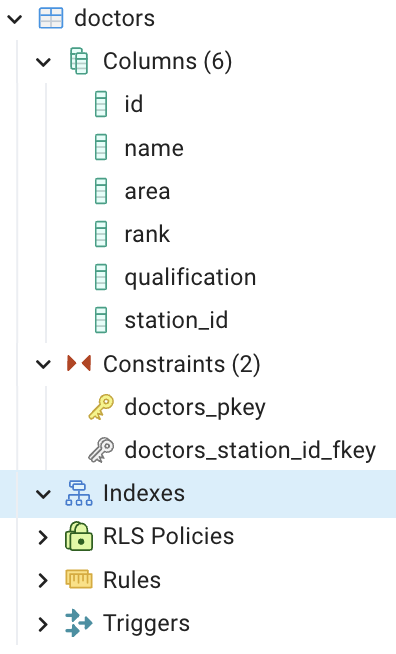 doctors
Columns (6)
id
name
area
rank
qualification
station_id
Constraints (2)
doctors_pkey
doctors_station_id_fkey
Indexes
RLS Policies
Rules
Triggers